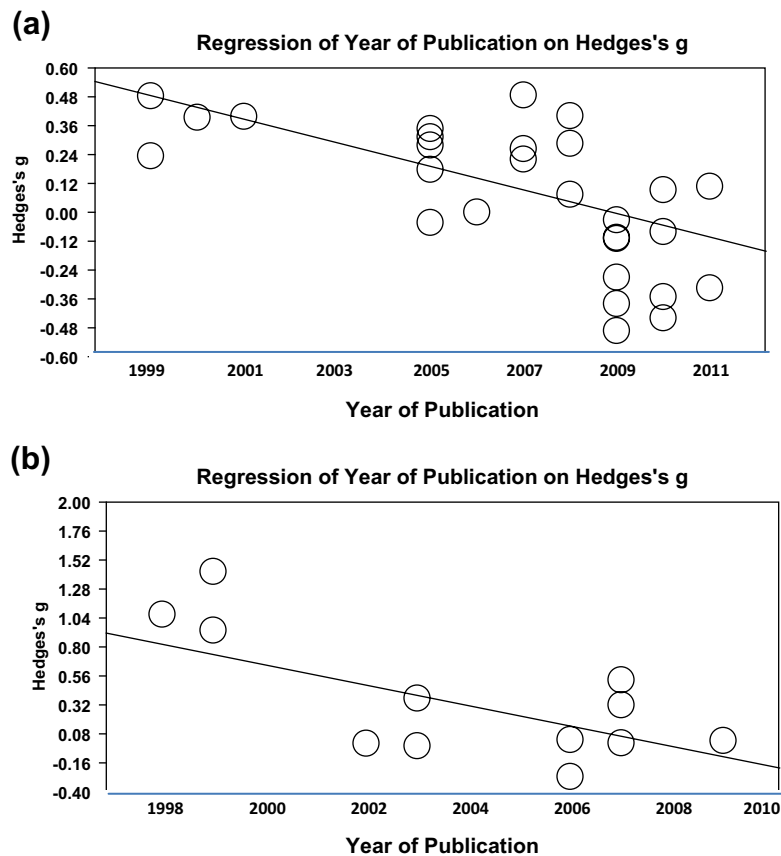 (a)
Regression of Year of Publication on Hedges's g
Hedges's g
0.60
0.48
0.36
0.24
0.12
0.00
-0.12
-0.24
-0.36
-0.48
-0.60
1999 2001 2003 2005 2007 2009 2011
Year of Publication
(b)
Regression of Year of Publication on Hedges's g
Hedges's g
2.00
1.76
1.52
1.28
1.04
0.80
0.56
0.32
0.08
-0.16
-0.40
1998 2000 2002 2004 2006 2008 2010
Year of Publication